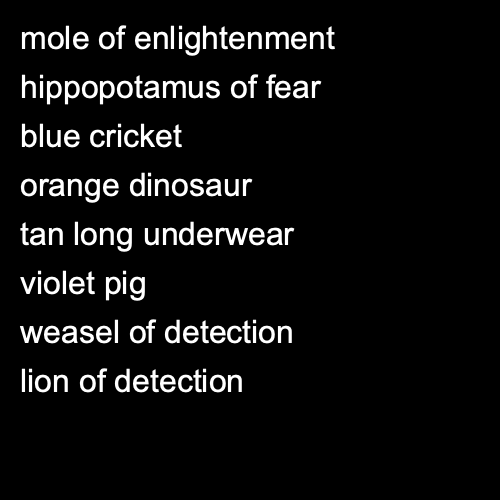 mole of enlightenment
hippopotamus of fear
blue cricket
orange dinosaur
tan long underwear
violet pig
weasel of detection
lion of detection